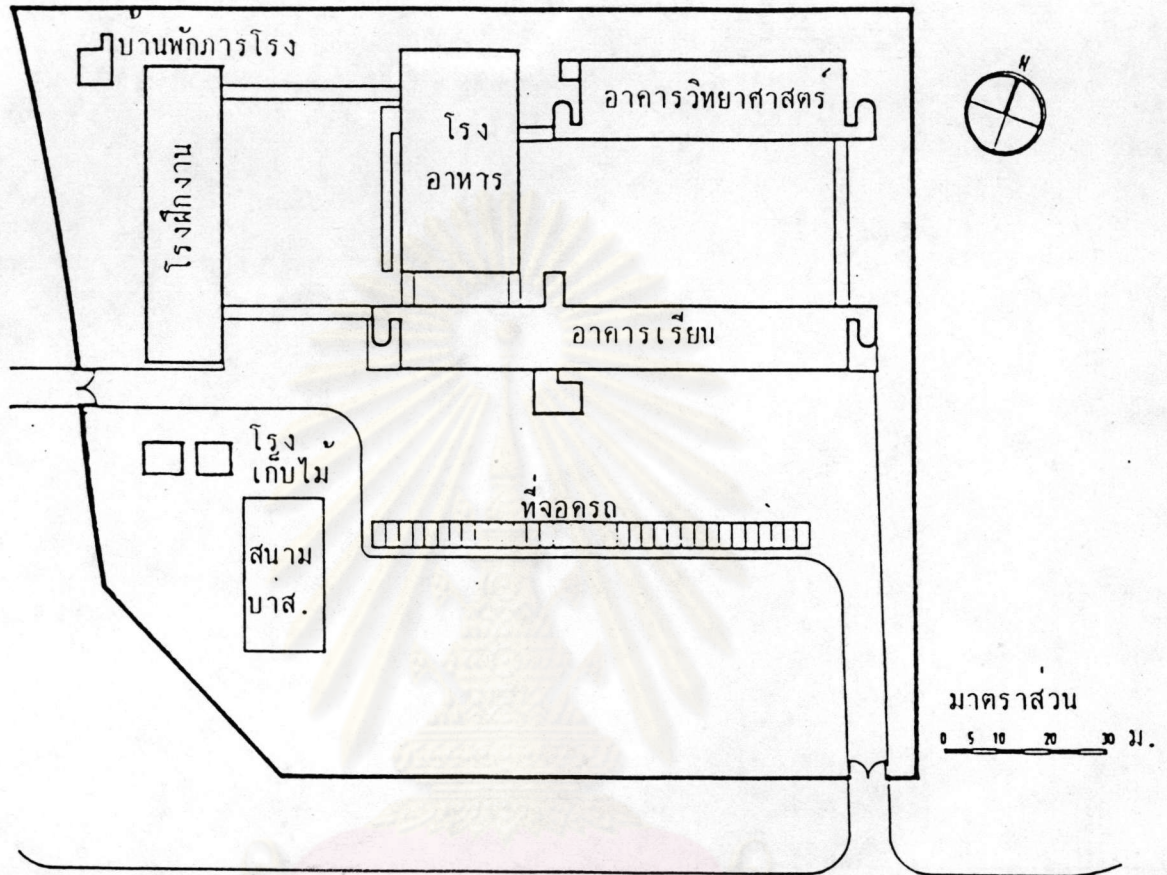 บ้านพักภารโรง
โรงฝึกงาน
โรง
อาหาร
อาคารวิทยาศาสตร์
N
อาคารเรียน
โรง
เก็บไม้
สนาม
บาส.
ที่จอดรถ
มาตราส่วน
0 5 10 20 30 ม.